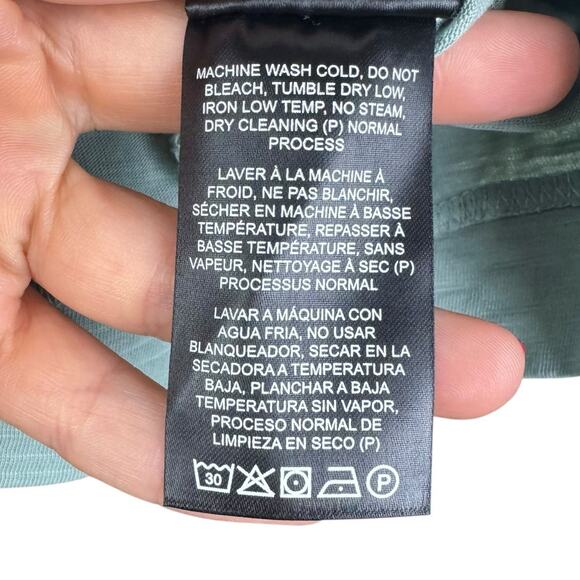 MACHINE WASH COLD, DO NOT
BLEACH, TUMBLE DRY LOW,
IRON LOW TEMP, NO STEAM,
DRY CLEANING (P) NORMAL
PROCESS
LAVER À LA MACHINE À
FROID, NE PAS BLANCHIR,
SÉCHER EN MACHINE À BASSE
TEMPÉRATURE, REPASSER À
BASSE TEMPÉRATURE, SANS
VAPEUR, NETTOYAGE À SEC (P)
PROCESSUS NORMAL
LAVAR A MÁQUINA CON
AGUA FRIA, NO USAR
BLANQUEADOR, SECAR EN LA
SECADORA A TEMPERATURA
BAJA, PLANCHAR A BAJA
TEMPERATURA SIN VAPOR,
PROCESO NORMAL DE
LIMPIEZA EN SECO (P)
30 P